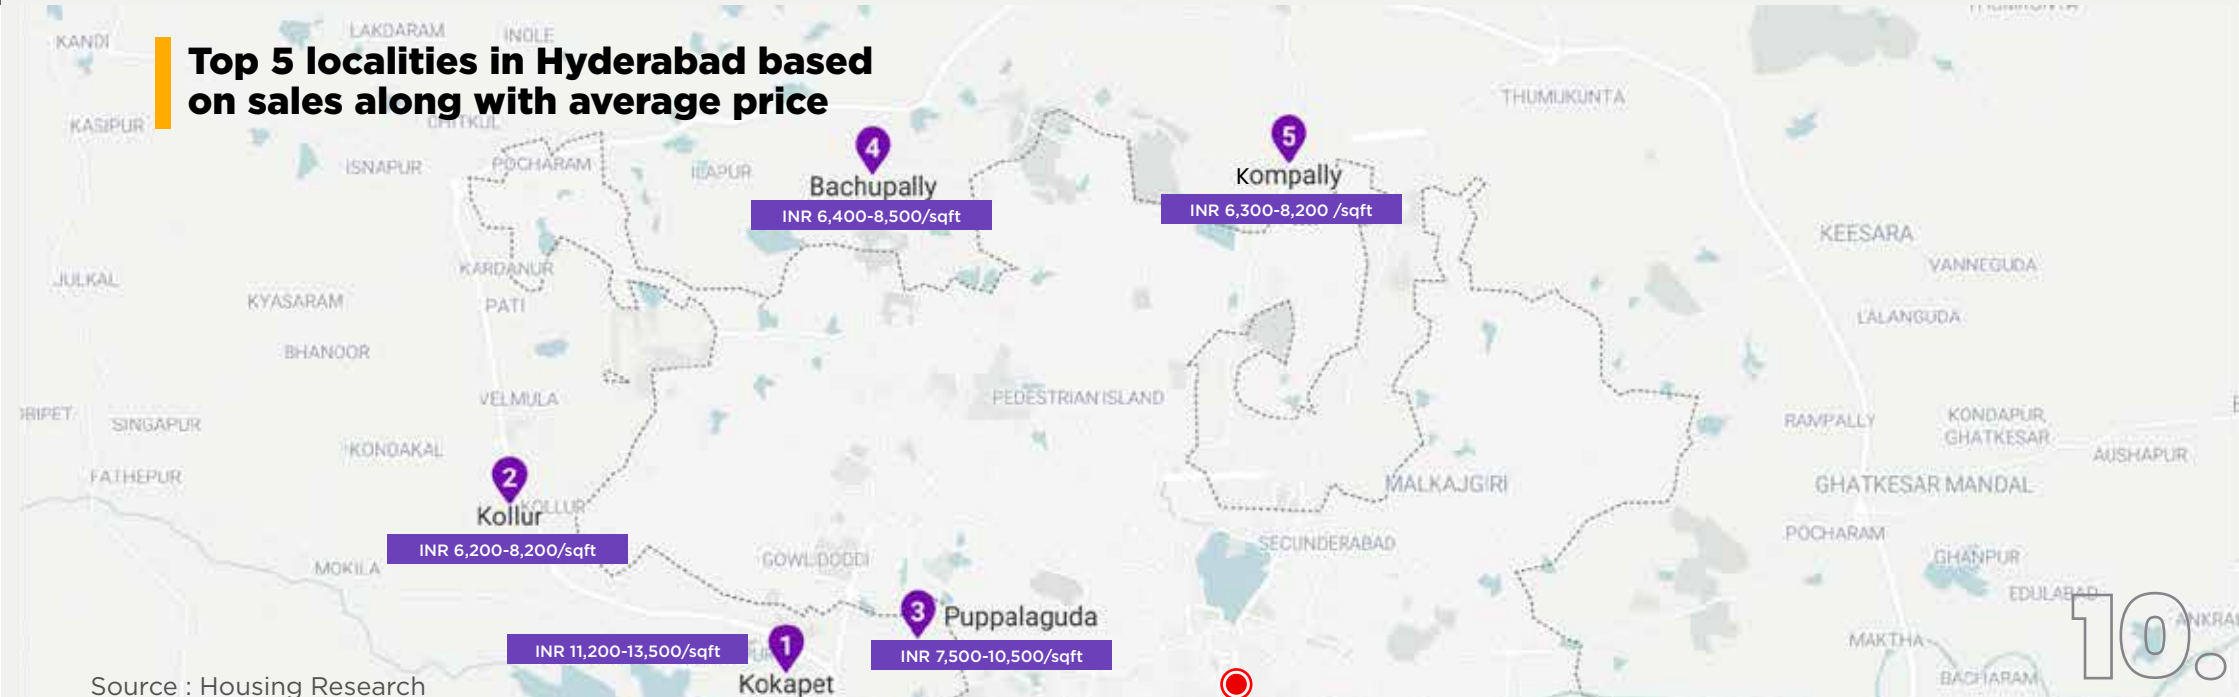 Top 5 localities in Hyderabad based
on sales along with average price
LAKDARAM
INOLE
KANDI
THUMUKUNTA
KASIPUR
CHITKUL
ISNAPUR
POCHARAM
4
Bachupally
INR 6,400-8,500/sqft
5
Kompally
INR 6,300-8,200 /sqft
KEESARA
VANNEGUDA
JULKAL
KARDANUR
KYASARAM
PATI
LALANGUDA
BHANOOR
VELMULA
PEDESTRIAN ISLAND
SINGAPUR
RAMPALLY
KONDAPUR,
GHATKESAR
KONDAKAL
AUSHAPUR
FATHEPUR
2
KOLLUR
Kollur
INR 6,200-8,200/sqft
MALKAJGIRI
GHATKESAR MANDAL
POCHARAM
SECUNDERABAD
GOWLIDODDI
MOKILA
GHANPUR
EDULABAD
3
Puppalaguda
INR 7,500-10,500/sqft
INR 11,200-13,500/sqft
1
Kokapet
MAKTHA
BACHARAM
Source : Housing Research
10.